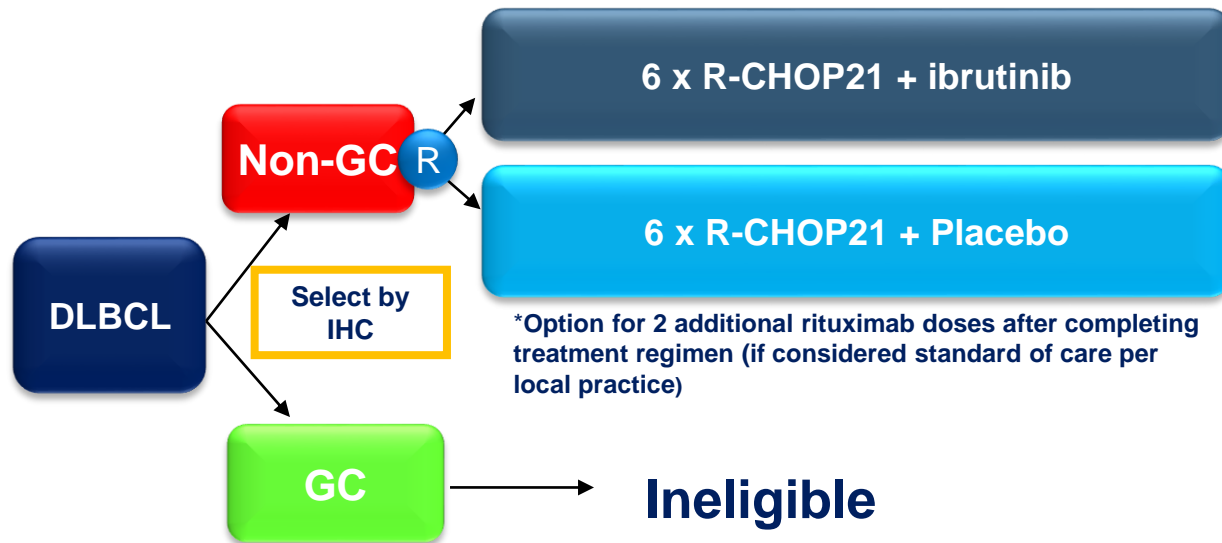 6 x R-CHOP21 + ibrutinib
Non-GC
R
6 x R-CHOP21 + Placebo
DLBCL
Select by
IHC
*Option for 2 additional rituximab doses after completing
treatment regimen (if considered standard of care per
local practice)
GC
Ineligible